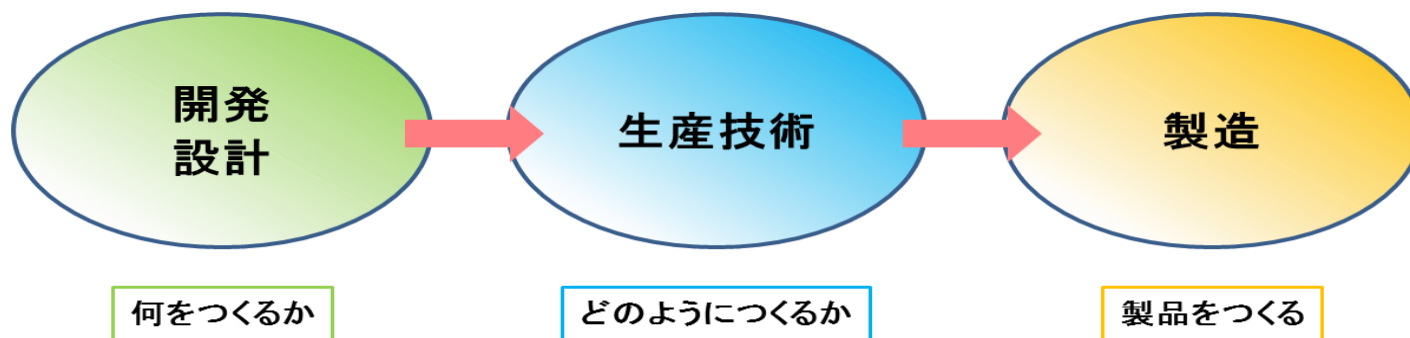 開発
設計
生産技術
製造
何をつくるか
どのようにつくるか
製品をつくる